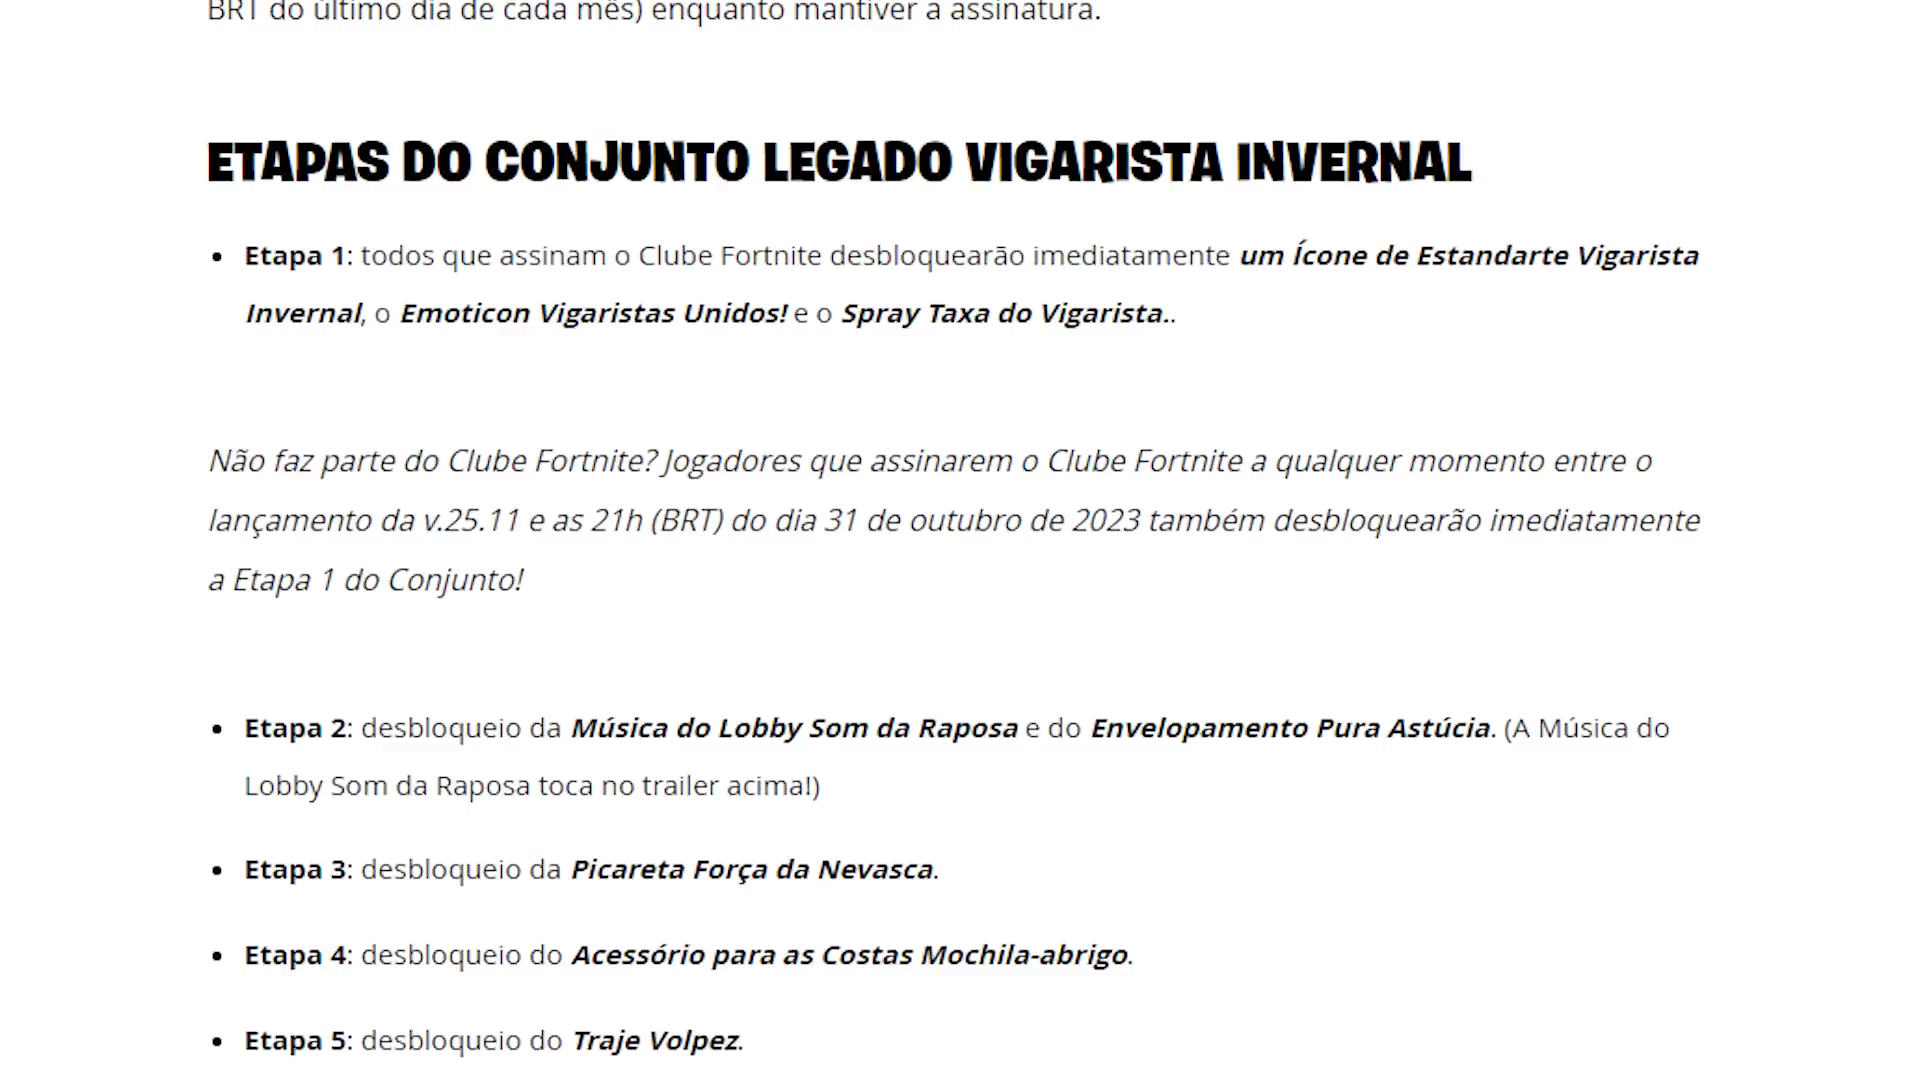 BRT do último dia de cada mês) enquanto mantiver a assinatura.
ETAPAS DO CONJUNTO LEGADO VIGARISTA INVERNAL
• Etapa 1: todos que assinam o Clube Fortnite desbloquearão imediatamente um Ícone de Estandarte Vigarista
Invernal, o Emoticon Vigaristas Unidos! e o Spray Taxa do Vigarista..
Não faz parte do Clube Fortnite? Jogadores que assinarem o Clube Fortnite a qualquer momento entre o
lançamento da v.25.11 e as 21h (BRT) do dia 31 de outubro de 2023 também desbloquearão imediatamente
a Etapa 1 do Conjunto!
• Etapa 2: desbloqueio da Música do Lobby Som da Raposa e do Envelopamento Pura Astúcia. (A Música do
Lobby Som da Raposa toca no trailer acima!)
• Etapa 3: desbloqueio da Picareta Força da Nevasca.
• Etapa 4: desbloqueio do Acessório para as Costas Mochila-abrigo.
• Etapa 5: desbloqueio do Traje Volpez.